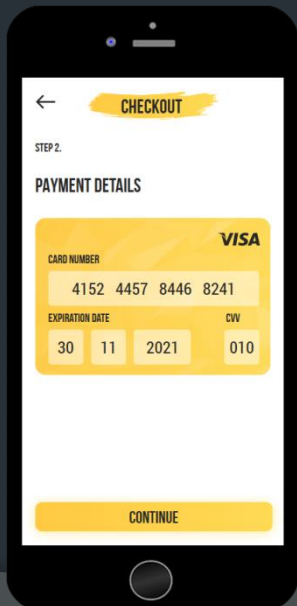 CHECKOUT
STEP 2.
PAYMENT DETAILS
VISA
CARD NUMBER
4152 4457 8446 8241
EXPIRATION DATE CVV
30 11 2021 010
CONTINUE